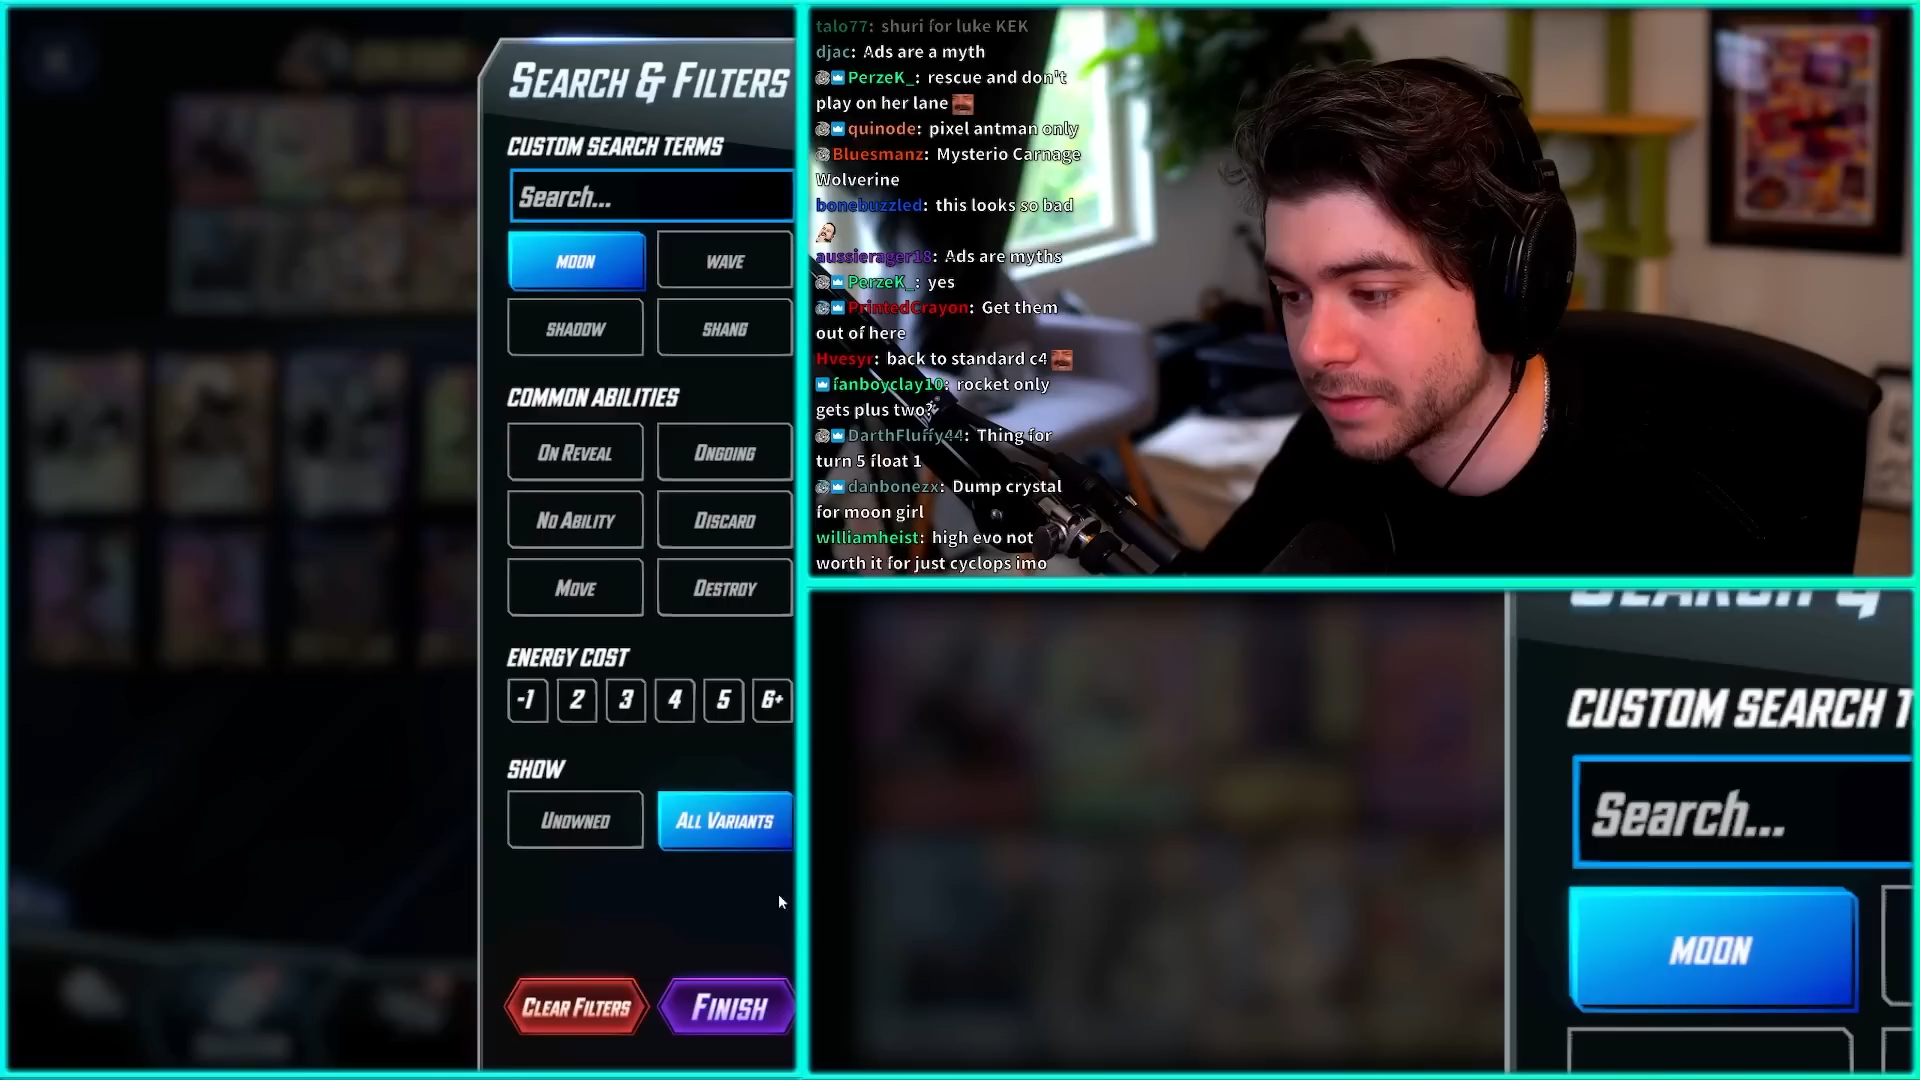 SEARCH & FILTERS
CUSTOM SEARCH TERMS
Search...
MOON
WAVE
SHADOW
SHANG
COMMON ABILITIES
ON REVEAL
ONGOING
NO ABILITY
DISCARD
MOVE
DESTROY
ENERGY COST
-1 2 3 4 5 6+
SHOW
UNOWNED
ALL VARIANTS
CLEAR FILTERS
FINISH
talo77: shuri for luke KEK
djac: Ads are a myth
PerzeK_: rescue and don't
play on her lane
quinode: pixel antman only
Bluesmanz: Mysterio Carnage
Wolverine
bonebuzzled: this looks so bad
aussierager18: Ads are myths
PerzeK_: yes
PrintedCrayon: Get them
out of here
Hvesyr: back to standard c4
fanboyclay10: rocket only
gets plus two?
DarthFluffy44: Thing for
turn 5 float 1
danbonezx: Dump crystal
for moon girl
williamheist: high evo not
worth it for just cyclops imo
CUSTOM SEARCH T
Search...
MOON